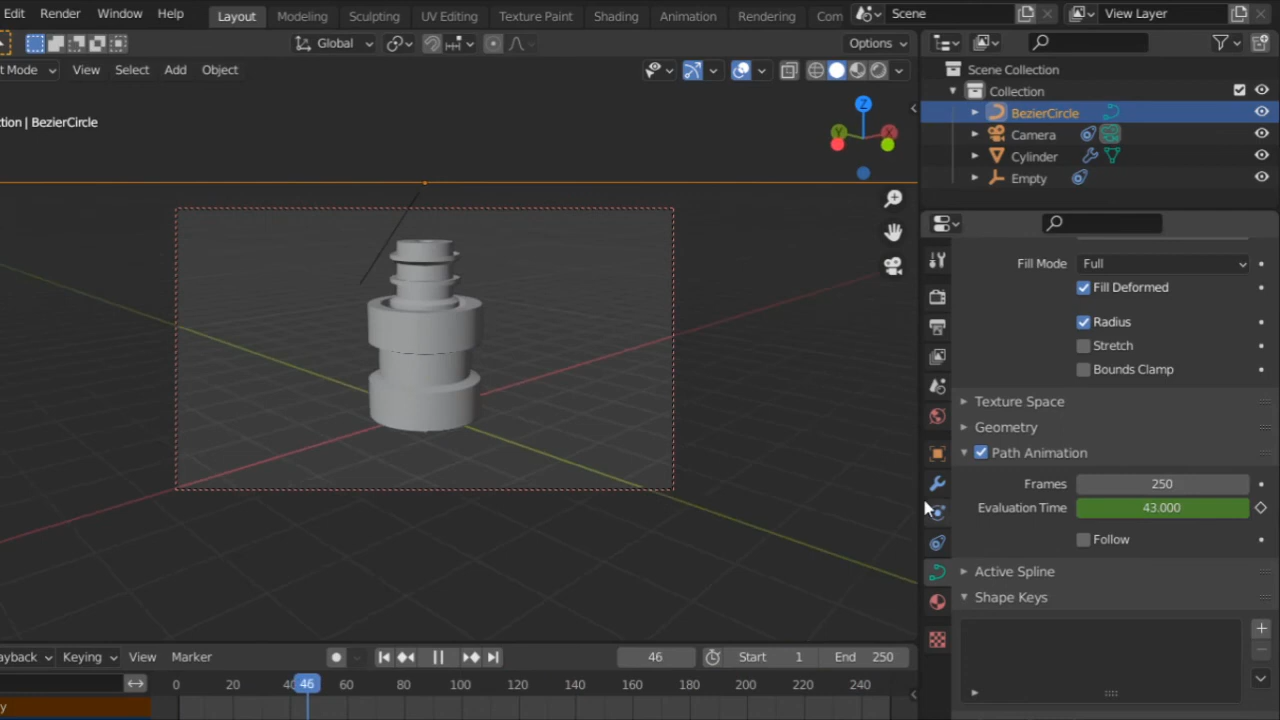 Edit Render Window Help Layout Modeling Sculpting UV Editing Texture Paint Shading Animation Rendering Com Scene View Layer
Global Options
t Mode View Select Add Object
Scene Collection
Collection
BezierCircle
Camera
Cylinder
Empty
tion | BezierCircle
Z
Y
X
Fill Mode Full
Fill Deformed
Radius
Stretch
Bounds Clamp
Texture Space
Geometry
Path Animation
Frames 250
Evaluation Time 43.000
Follow
Active Spline
Shape Keys
ayback Keying View Marker 46 Start 1 End 250
0 20 40 46 60 80 100 120 140 160 180 200 220 240
y